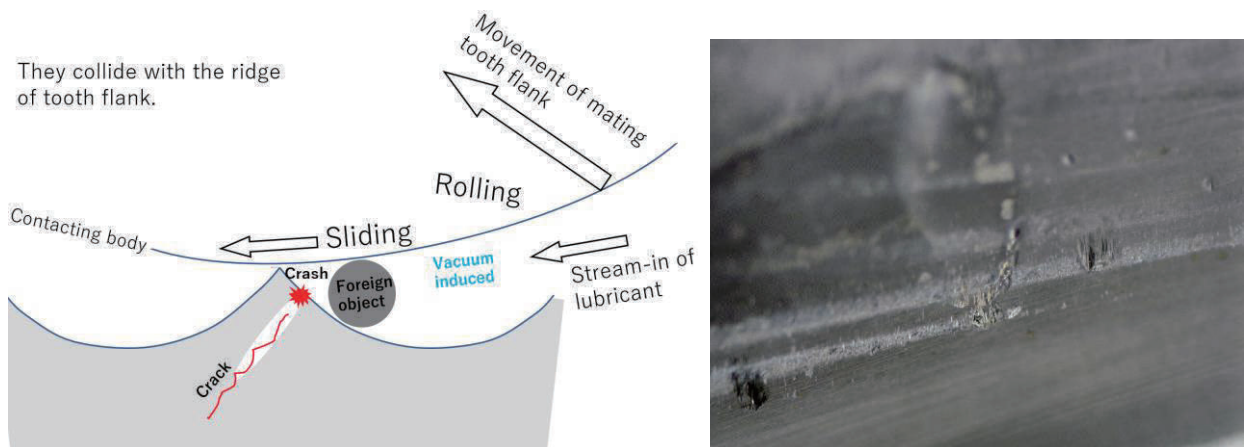 They collide with the ridge
of tooth flank.
Movement of mating
tooth flank
Rolling
Contacting body
Sliding
Crash
Foreign
object
Vacuum
induced
Stream-in of
lubricant
Crack